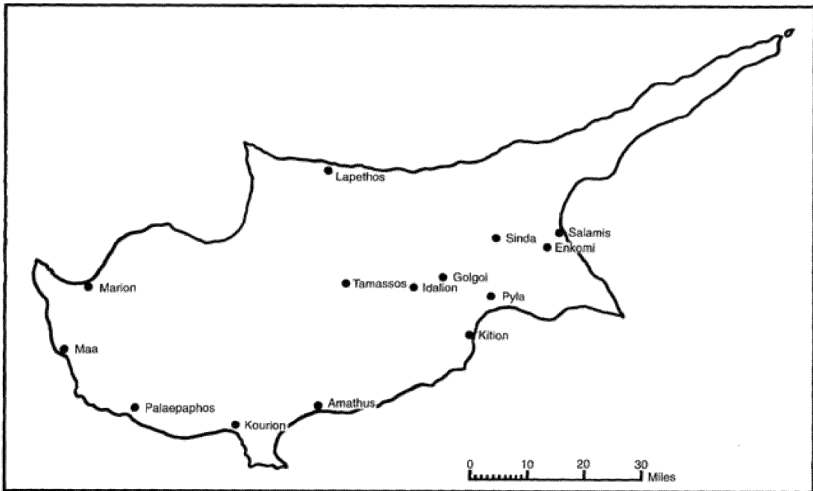 Lapethos
Salamis
Sinda
Enkomi
Golgoi
Tamassos
Idalion
Marion
Pyla
Kition
Maa
Palaepaphos
Amathus
Kourion
0 10 20 30
Miles